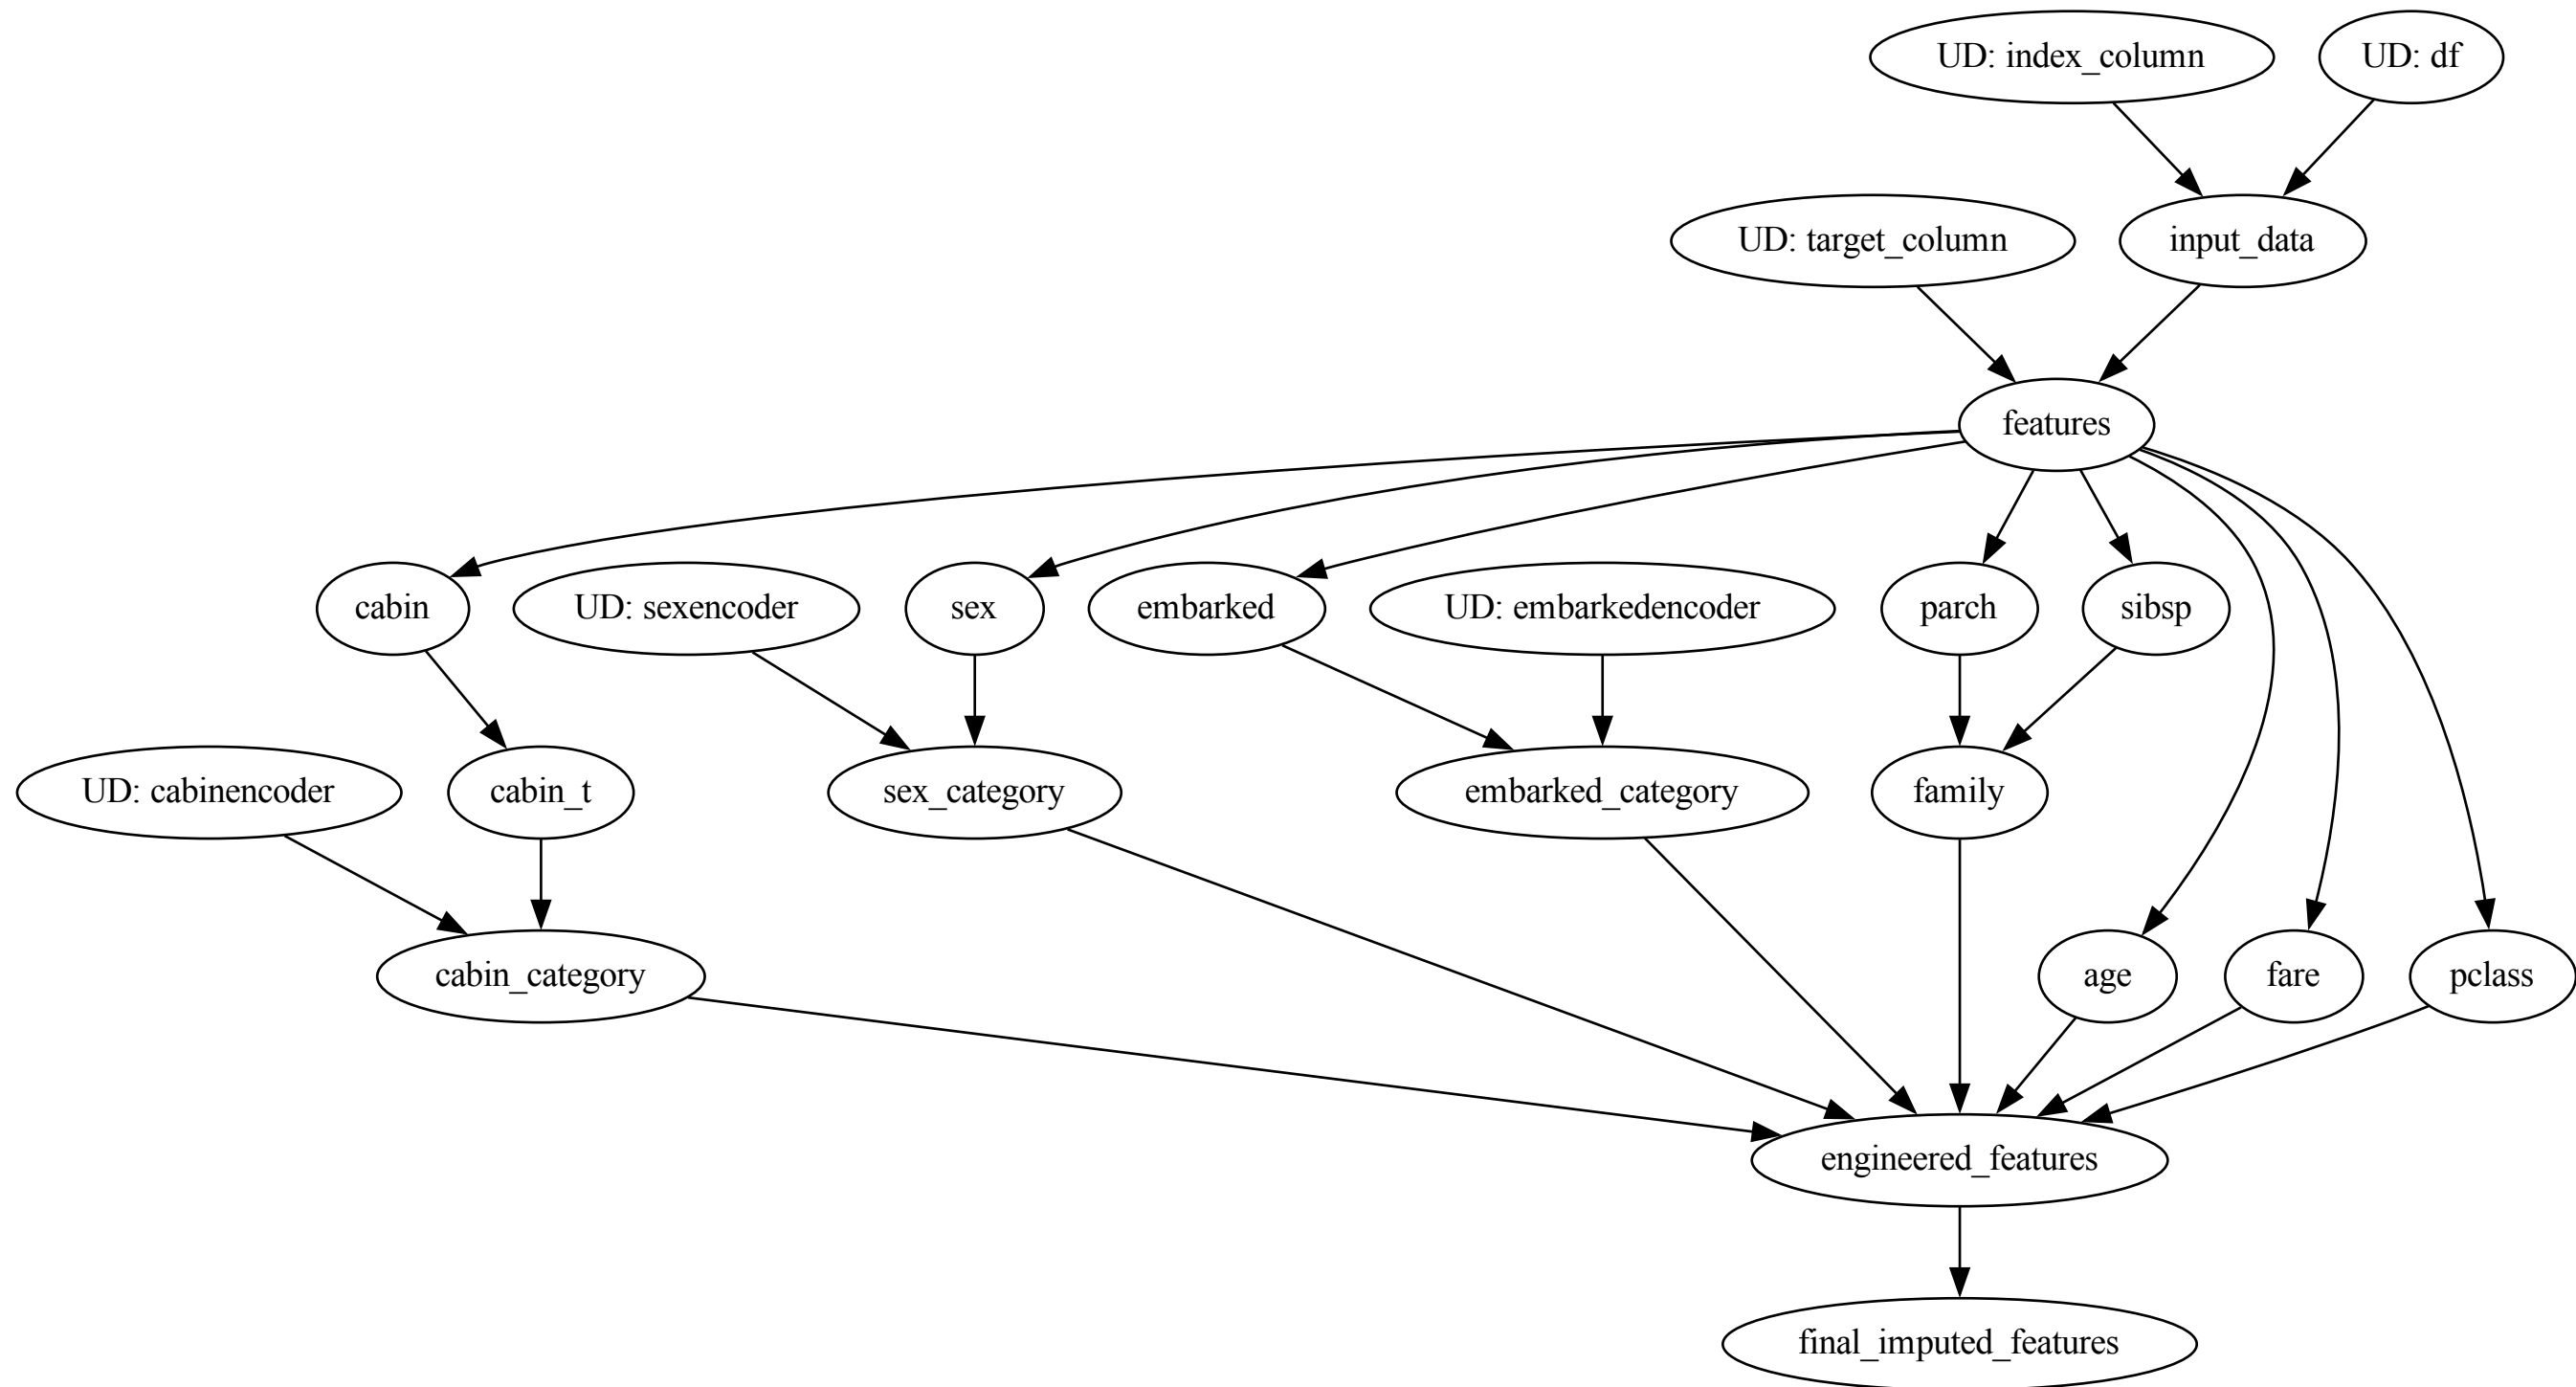 UD: index_column
UD: df
UD: target_column
input_data
features
cabin
UD: sexencoder
sex
embarked
UD: embarkedencoder
parch
sibsp
UD: cabinencoder
cabin_t
sex_category
embarked_category
family
cabin_category
age
fare
pclass
engineered_features
final_imputed_features